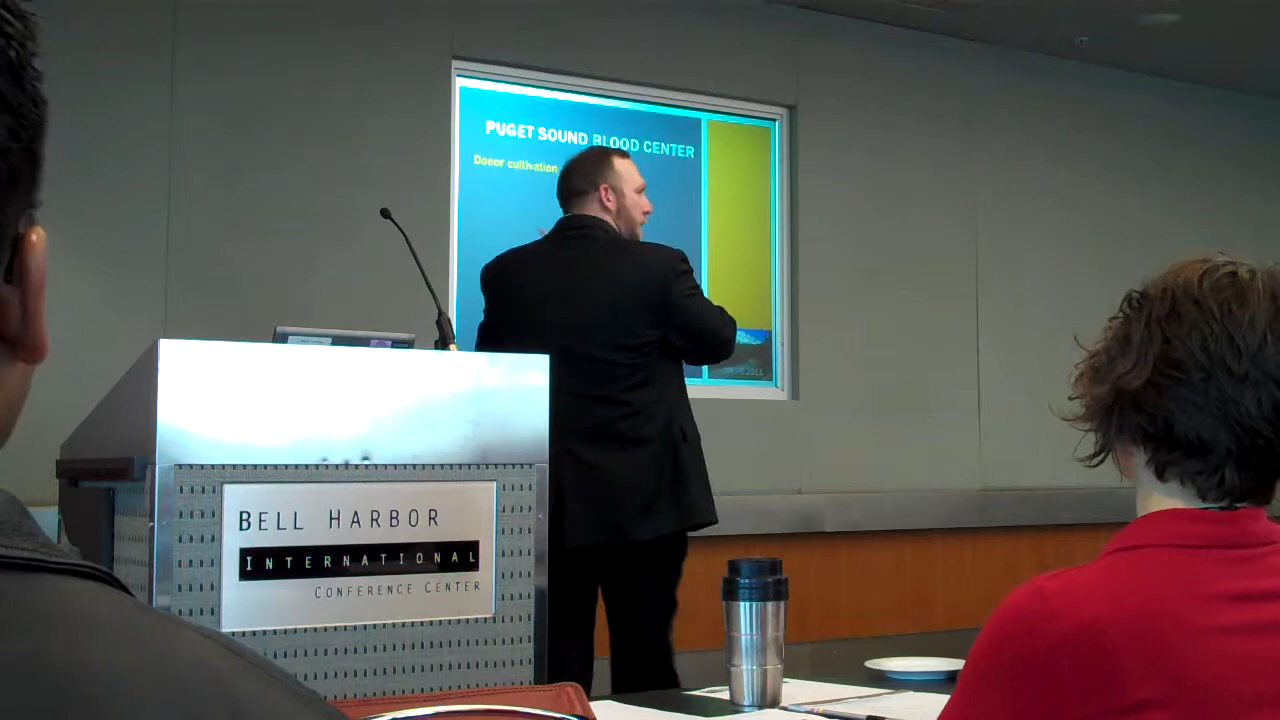 PUGET SOUND BLOOD CENTER
Donor cultivation
BELL HARBOR
INTERNATIONAL
CONFERENCE CENTER